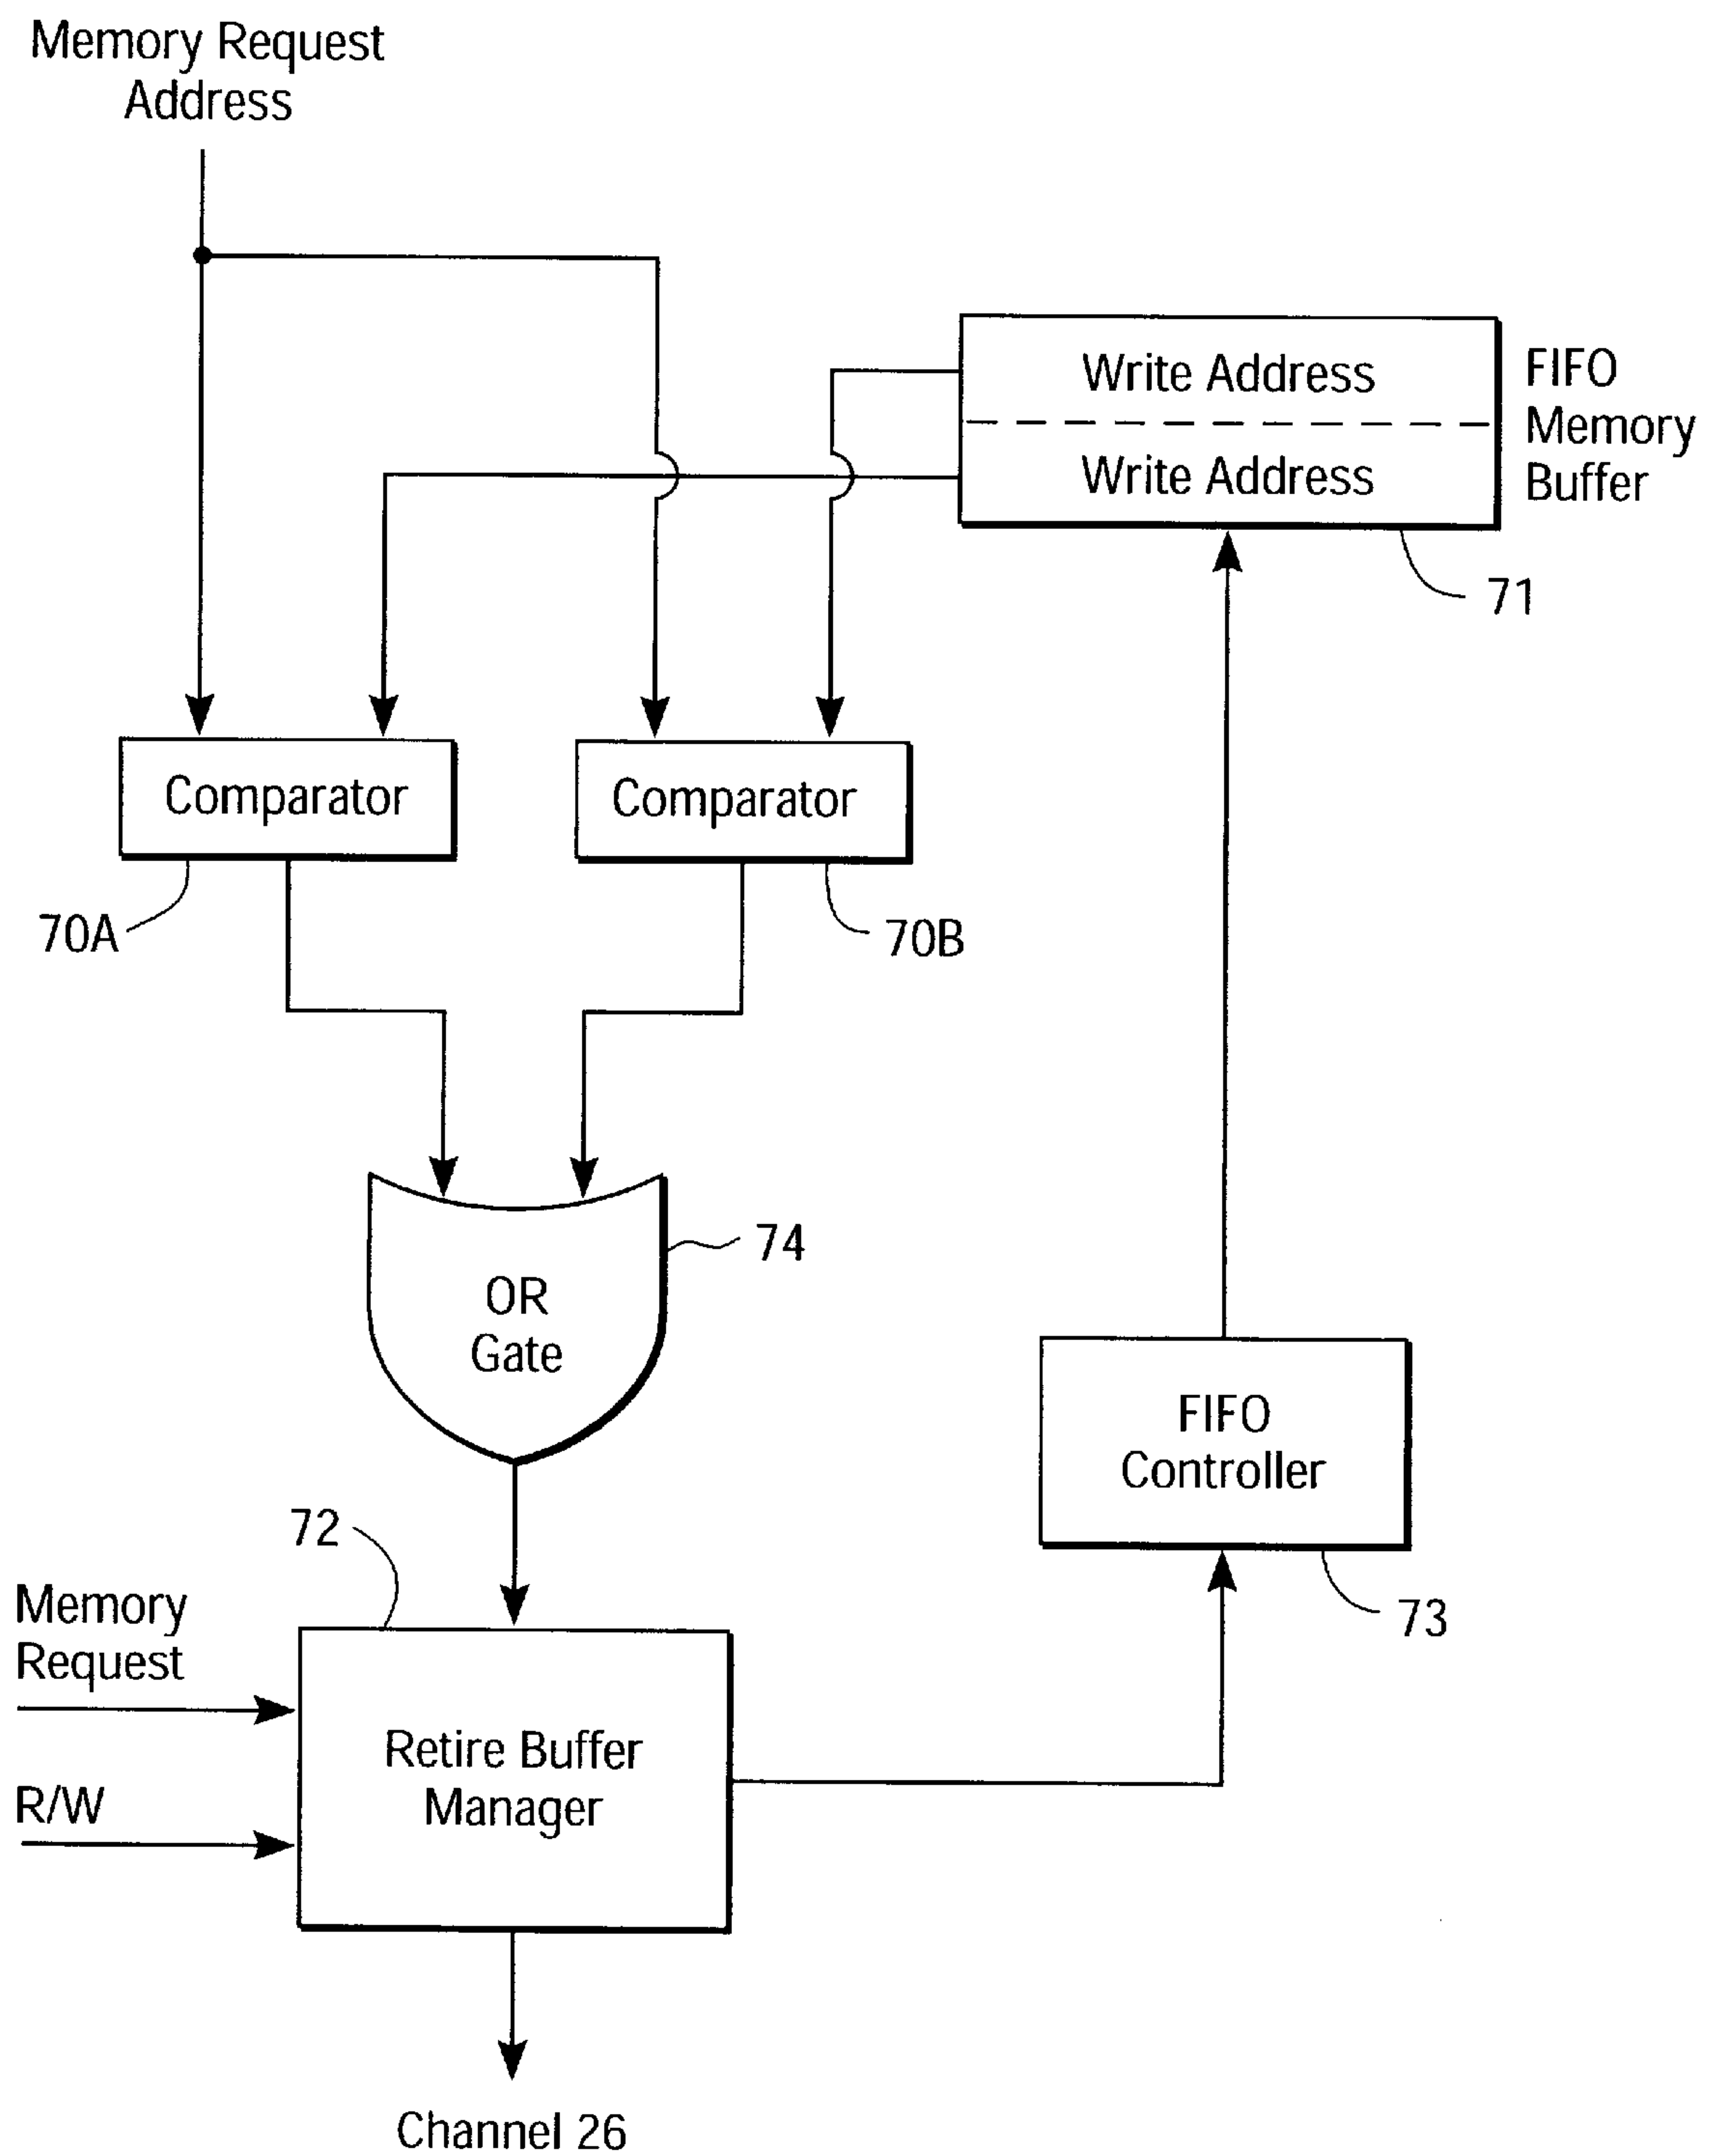 Memory Request
Address
Write Address
Write Address
FIFO
Memory
Buffer
71
Comparator
Comparator
70A
70B
74
OR
Gate
FIFO
Controller
72
73
Memory
Request
R/W
Retire Buffer
Manager
Channel 26